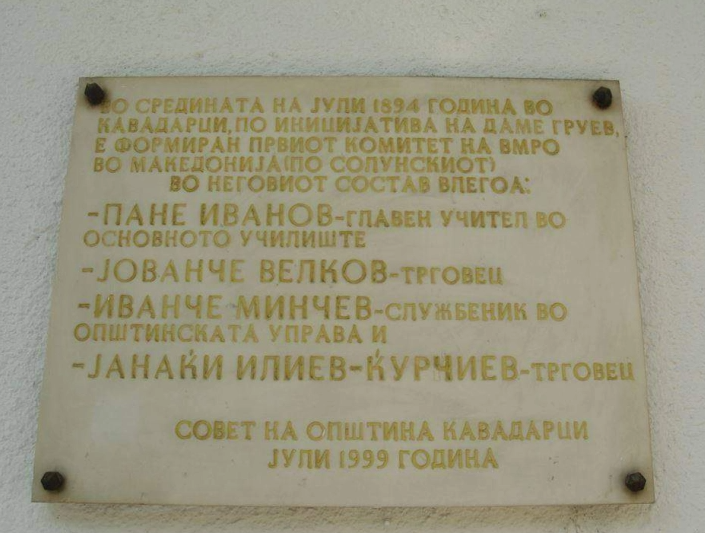 ВО СРЕДИНАТА НА ЈУЛИ 1894 ГОДИНА ВО
КАВАДАРЦИ, ПО ИНИЦИЈАТИВА НА ДАМЕ ГРУЕВ,
Е ФОРМИРАН ПРВИОТ КОМИТЕТ НА ВМРО
ВО МАКЕДОНИЈА (ПО СОЛУНСКИОТ)
ВО НЕГОВИОТ СОСТАВ ВЛЕГОА:
-ПАНЕ ИВАНОВ-ГЛАВЕН УЧИТЕЛ ВО
ОСНОВНОТО УЧИЛИШТЕ
-ЈОВАНЧЕ ВЕЛКОВ-ТРГОВЕЦ
-ИВАНЧЕ МИНЧЕВ-СЛУЖБЕНИК ВО
ОПШТИНСКАТА УПРАВА И
-ЈАНАЌИ ИЛИЕВ-ЌУРЧИЕВ-ТРГОВЕЦ
СОВЕТ НА ОПШТИНА КАВАДАРЦИ
ЈУЛИ 1999 ГОДИНА